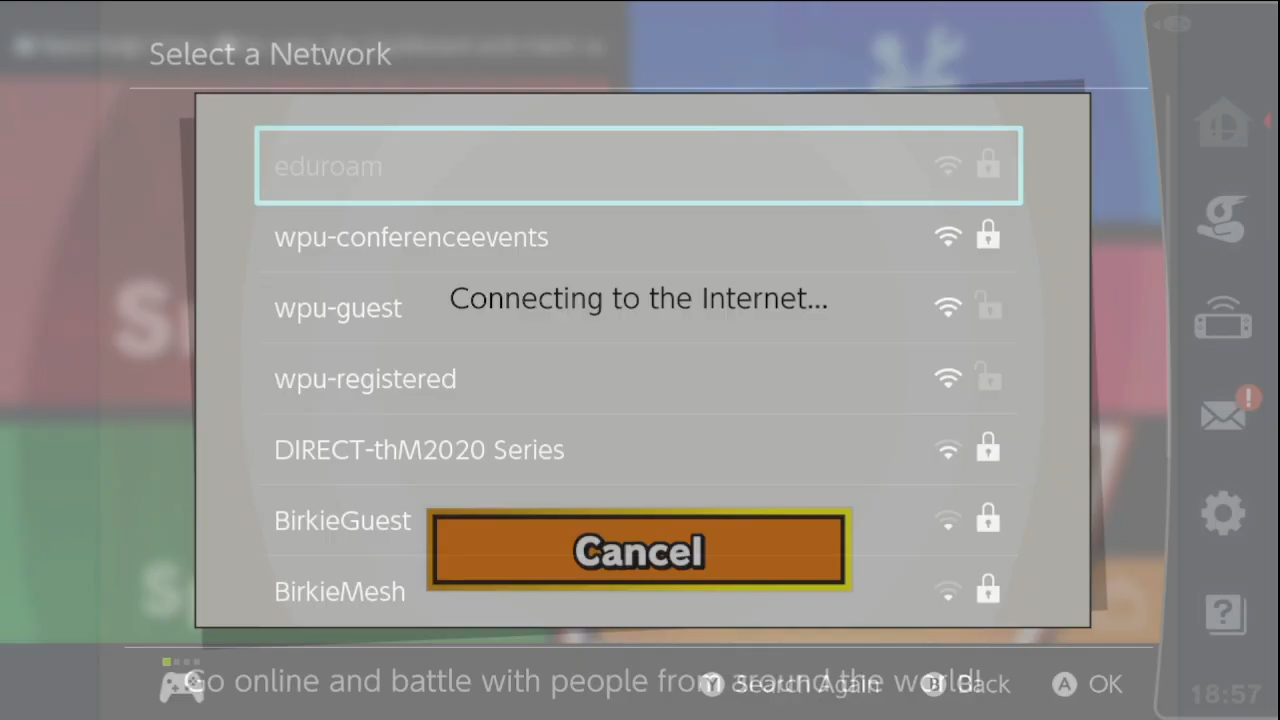 Select a Network
eduroam
wpu-conferenceevents
wpu-guest
Connecting to the Internet...
wpu-registered
DIRECT-thM2020 Series
BirkieGuest
Cancel
BirkieMesh
Go online and battle with people from around the world!
Y Search Again B Back A OK
18:57